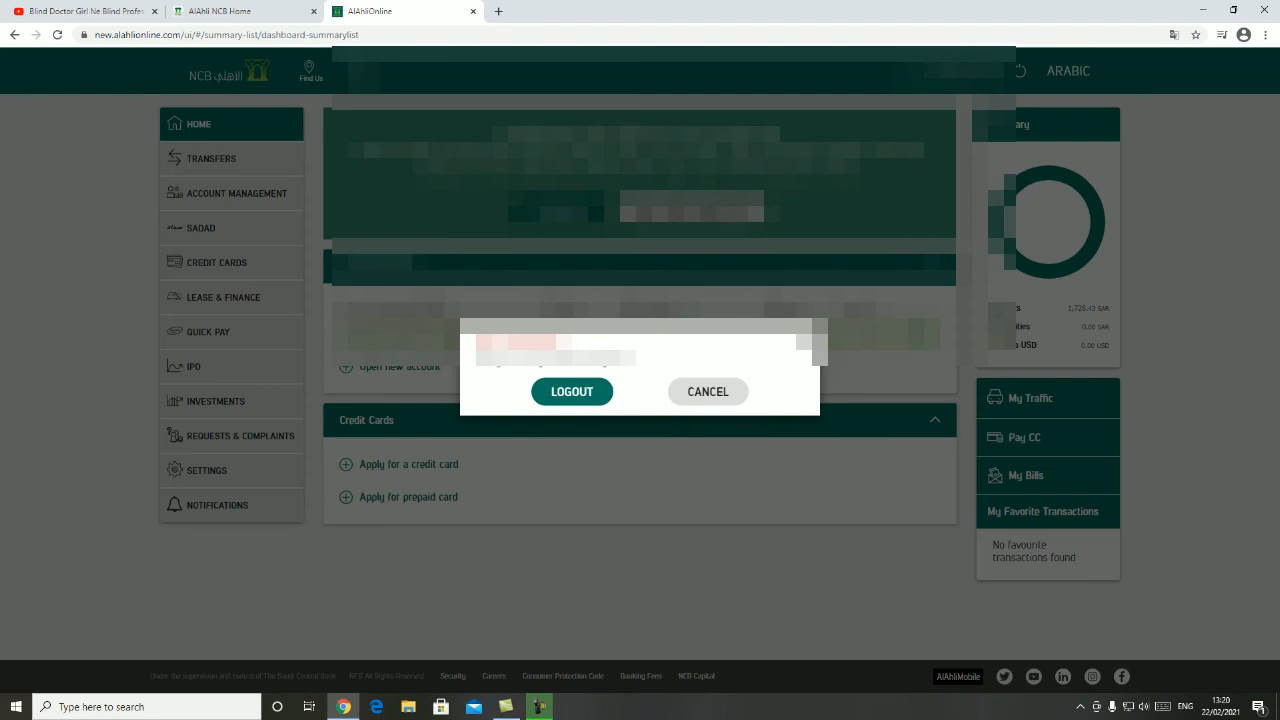 Blind Doctor Girl Ne Blind Pati
AlAhliOnline
AlAhliOnline
new.alahlionline.com/ui/#/summary-list/dashboard-summarylist
NCB الأهلي
Find Us
ARABIC
HOME
TRANSFERS
ACCOUNT MANAGEMENT
SADAD
CREDIT CARDS
LEASE & FINANCE
QUICK PAY
IPO
INVESTMENTS
REQUESTS & COMPLAINTS
SETTINGS
NOTIFICATIONS
Open new account
LOGOUT
CANCEL
Credit Cards
Apply for a credit card
Apply for prepaid card
ary
1,726.43 SAR
0.00 SAR
USD 0.00 USD
My Traffic
Pay CC
My Bills
My Favorite Transactions
No favourite
transactions found
Under the supervision and control of The Saudi Central Bank
NCB All Rights Reserved
Security
Careers
Consumer Protection Code
Banking Fees
NCB Capital
AlAhliMobile
Type here to search
ENG
13:20
22/02/2021